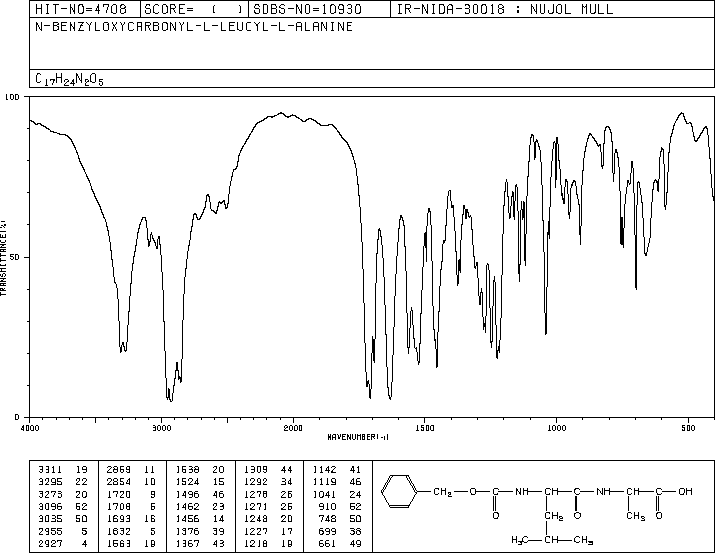 HIT-NO=4708 SCORE= ( ) SDBS-NO=10930 IR-NIDA-30018 : NUJOL MULL
N-BENZYLOXYCARBONYL-L-LEUCYL-L-ALANINE
C17H24N2O5
100
50
0
TRANSMITTANCE(%)
4000 3000 2000 1500 1000 500
WAVENUMBER(-1)
3311 19 2869 11 1638 20 1309 44 1142 41
3295 22 2854 10 1524 15 1292 34 1119 46
3273 20 1720 9 1496 46 1278 26 1041 24
3096 52 1708 6 1462 23 1271 26 910 52
3035 50 1693 16 1456 14 1248 20 748 50
2955 5 1632 5 1376 39 1227 17 699 38
2927 4 1563 19 1367 43 1218 18 661 49
CH2 O C NH CH C NH CH C OH
O CH2 O CH3 O
H3C CH CH3